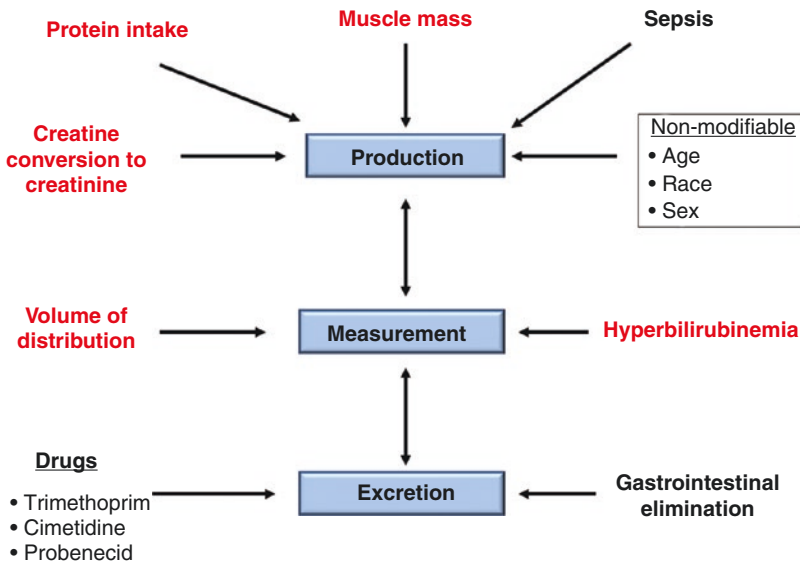 Protein intake
Muscle mass
Sepsis
Creatine
conversion to
creatinine
Production
Non-modifiable
• Age
• Race
• Sex
Volume of
distribution
Measurement
Hyperbilirubinemia
Drugs
• Trimethoprim
• Cimetidine
• Probenecid
Excretion
Gastrointestinal
elimination